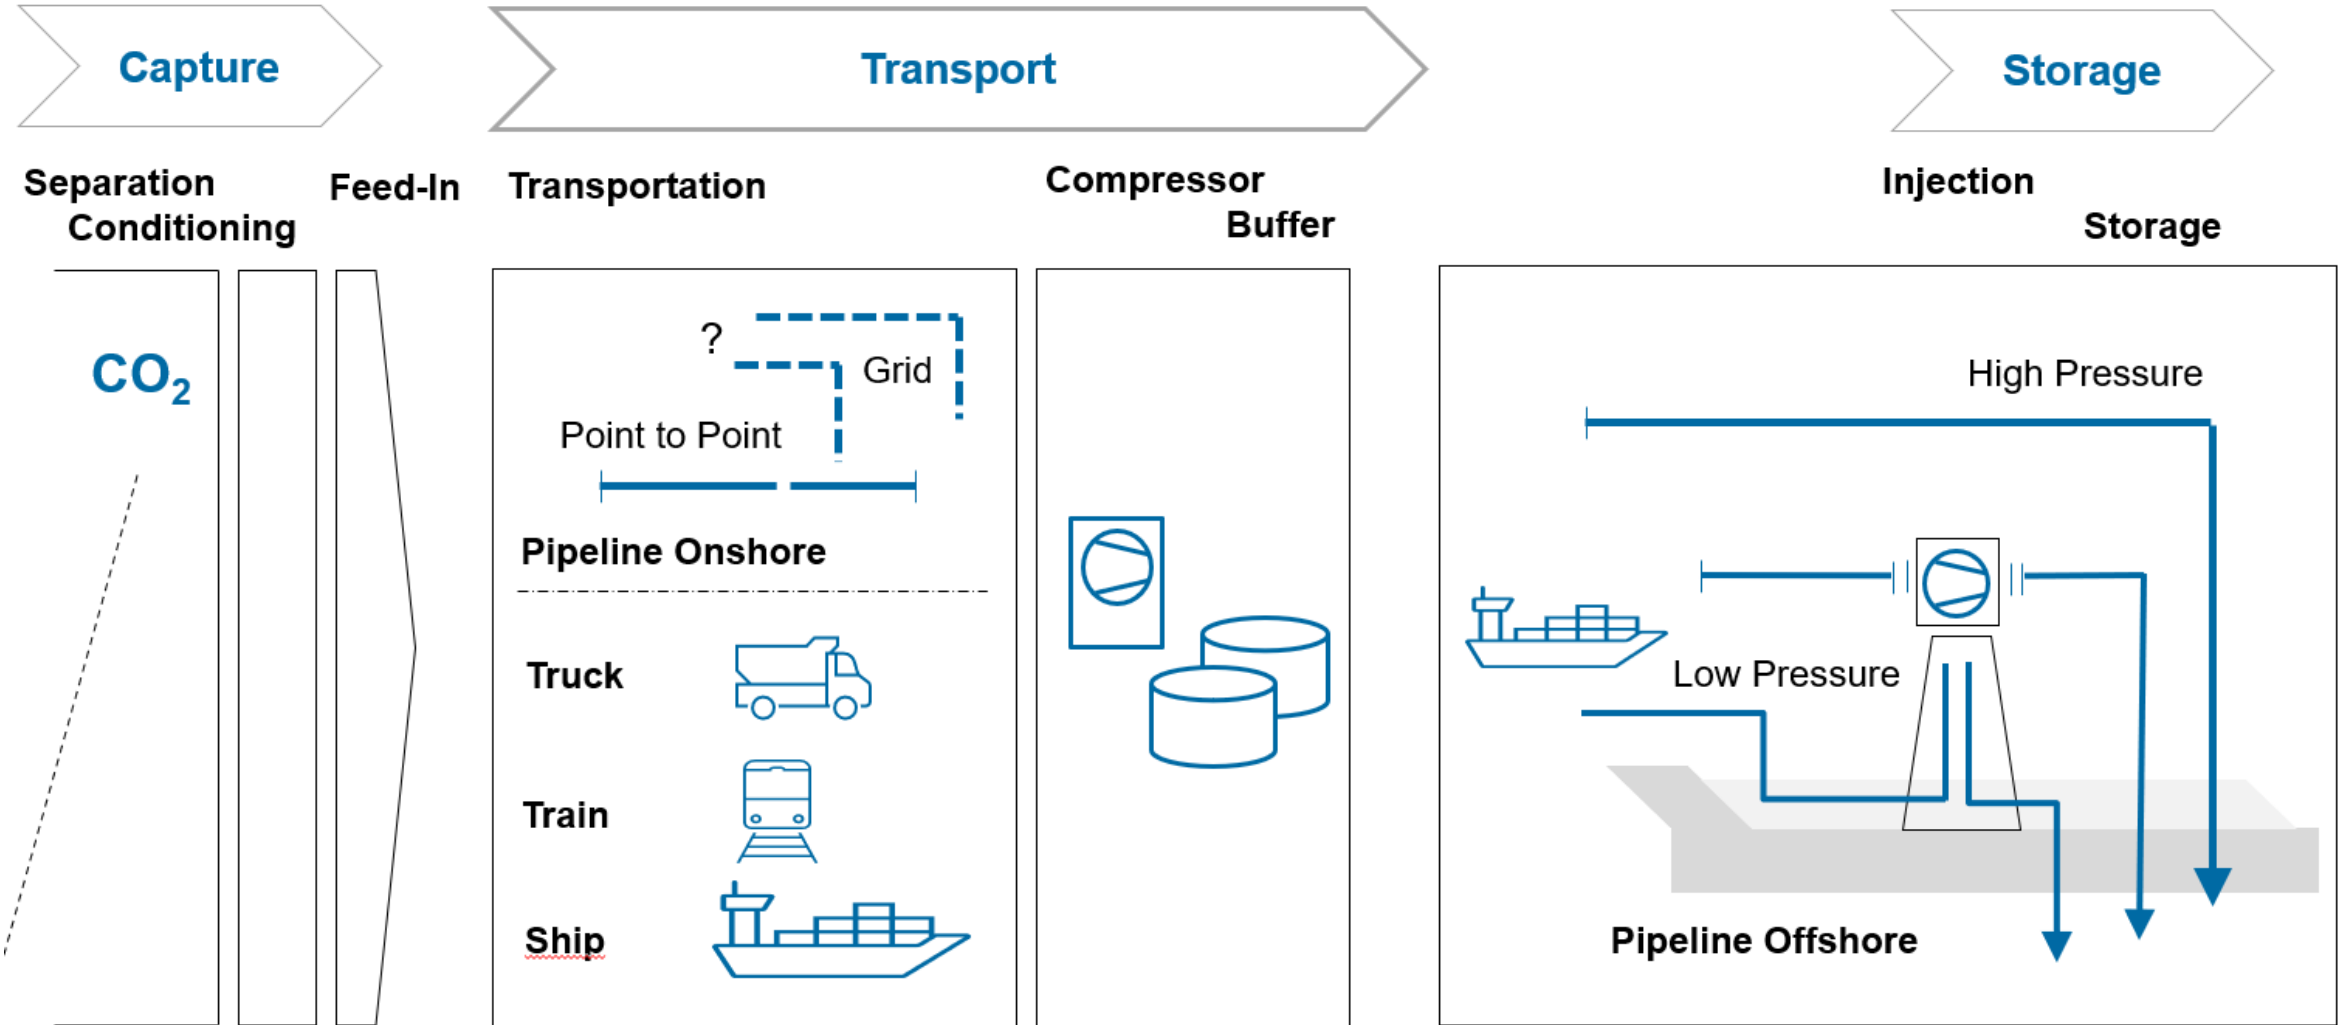 Capture
Transport
Storage
Separation
Conditioning
Feed-In
Transportation
Compressor
Buffer
Injection
Storage
CO₂
?
Grid
Point to Point
Pipeline Onshore
Truck
Train
Ship
High Pressure
Low Pressure
Pipeline Offshore